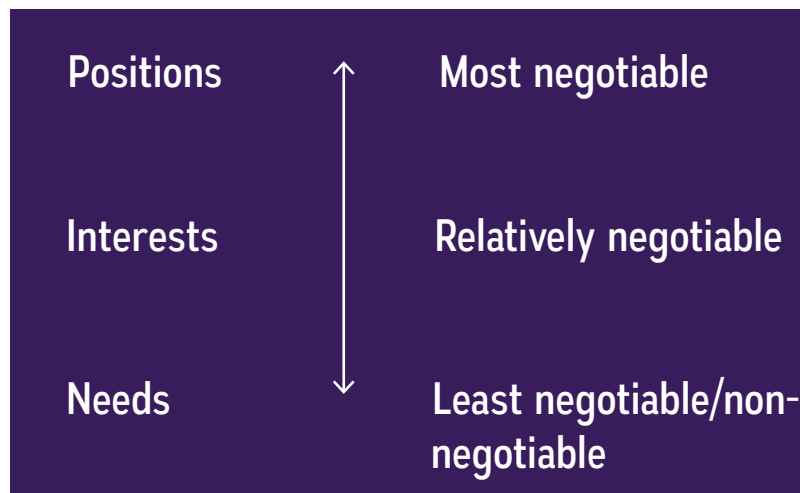 Positions Most negotiable
Interests Relatively negotiable
Needs Least negotiable/non-
negotiable